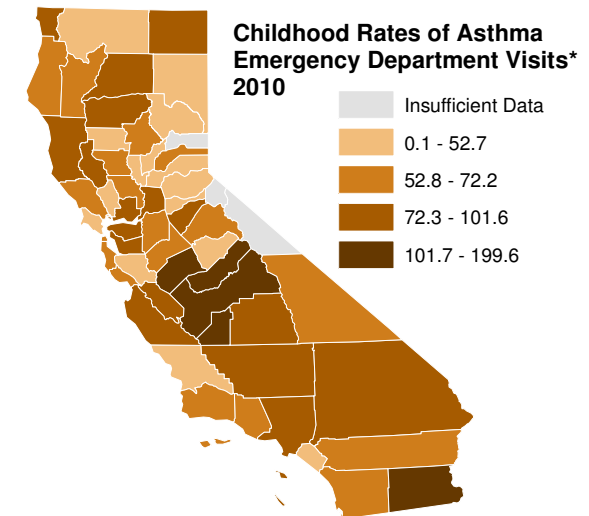 Childhood Rates of Asthma
Emergency Department Visits*
2010
Insufficient Data
0.1 - 52.7
52.8 - 72.2
72.3 - 101.6
101.7 - 199.6